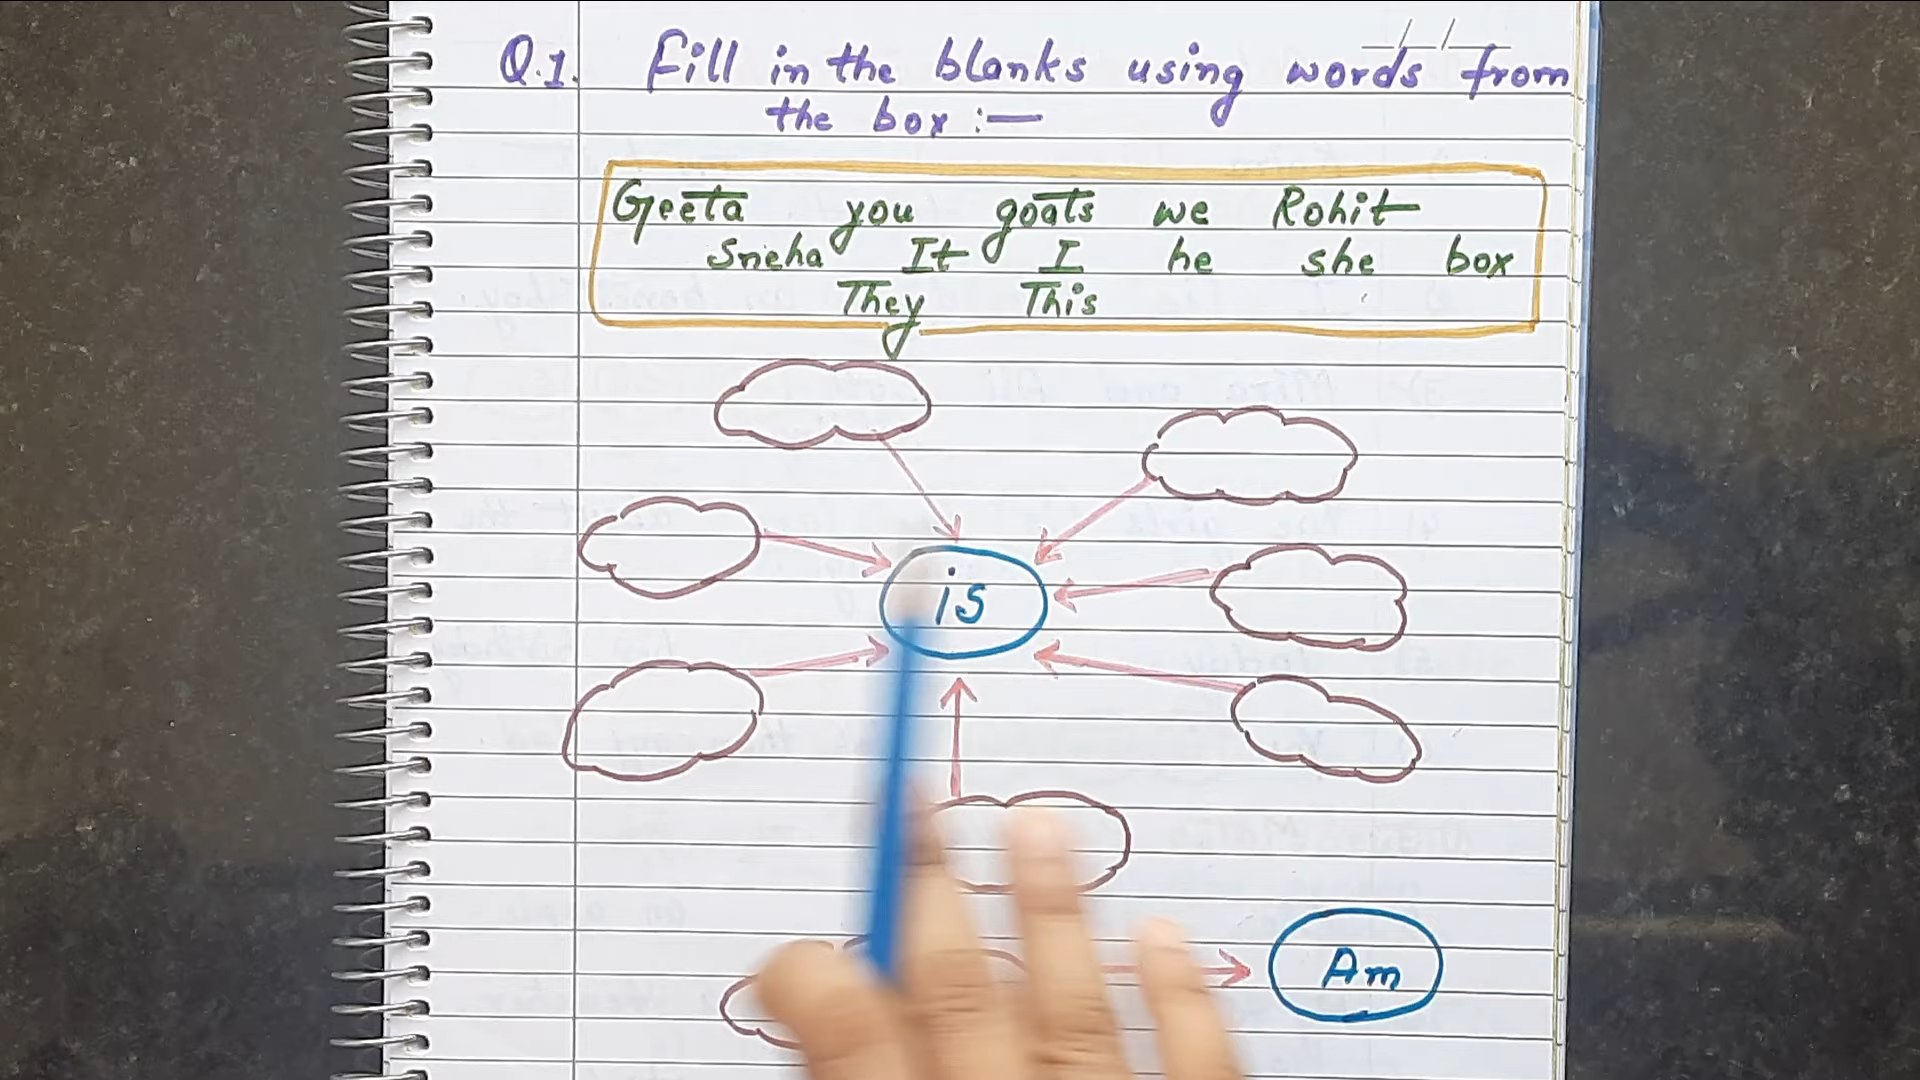 Q.1. Fill in the blanks using words from
the box :—
Geeta you goats we Rohit
Sneha It I he she box
They This
is
Am